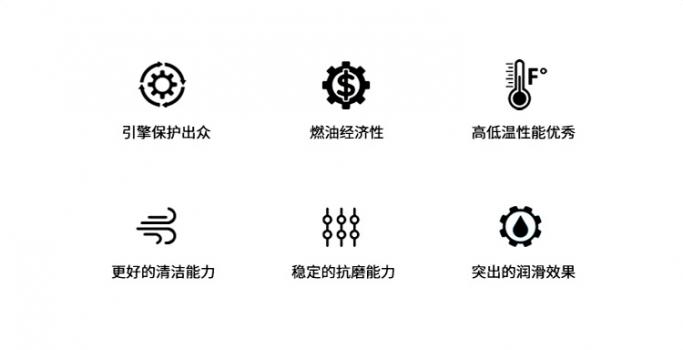 F°
引擎保护出众
燃油经济性
高低温性能优秀
更好的清洁能力
稳定的抗磨能力
突出的润滑效果